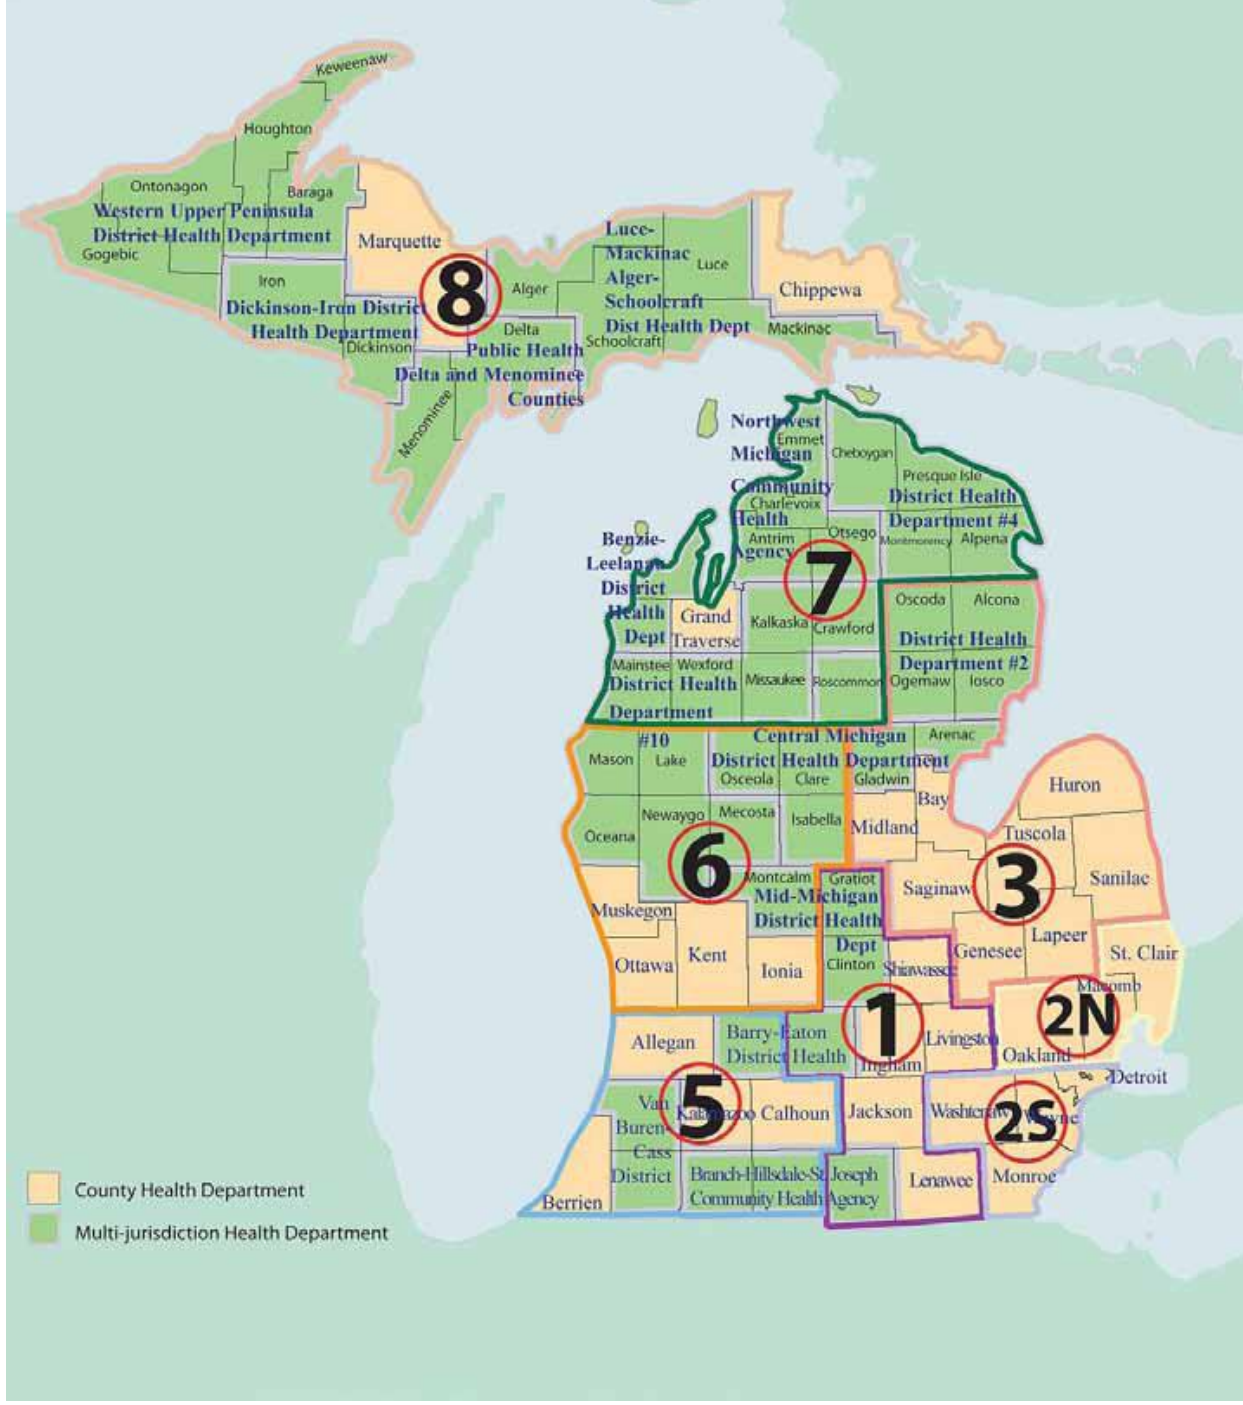 Keweenaw
Houghton
Ontonagon
Baraga
Western Upper Peninsula
District Health Department
Gogebic
Marquette
Iron
Dickinson-Iron District
Health Department
Dickinson
8
Alger
Luce-
Mackinac
Alger-
Schoolcraft
Dist Health Dept
Luce
Chippewa
Mackinac
Schoolcraft
Delta
Public Health
Delta and Menominee
Counties
Menominee
Northwest
Michigan
Community
Health
Agency
Emmet
Cheboygan
Presque Isle
District Health
Department #4
Charlevoix
Antrim
Otsego
Montmorency
Alpena
7
Benzie-
Leelanau
District
Health
Dept
Grand
Traverse
Kalkaska
Crawford
Oscoda
Alcona
District Health
Department #2
Ogemaw
Iosco
Mainstee
Wexford
Missaukee
Roscommon
District Health
Department
#10
Central Michigan
District Health Department
Arenac
Mason
Lake
Osceola
Clare
Gladwin
Bay
Huron
Newaygo
Mecosta
Isabella
Midland
Tuscola
Oceana
6
Montcalm
Gratiot
Saginaw
3
Sanilac
Mid-Michigan
District Health
Dept
Muskegon
Kent
Ottawa
Ionia
Clinton
Shiawassee
Genesee
Lapeer
St. Clair
Macomb
2N
Oakland
1
Livingston
Ingham
Allegan
Barry-Eaton
District Health
Detroit
5
Van
Buren-
Cass
District
Kalamazoo
Calhoun
Jackson
Washtenaw
Wayne
2S
Monroe
Berrien
Branch-Hillsdale-St. Joseph
Community Health Agency
Lenawee
County Health Department
Multi-jurisdiction Health Department